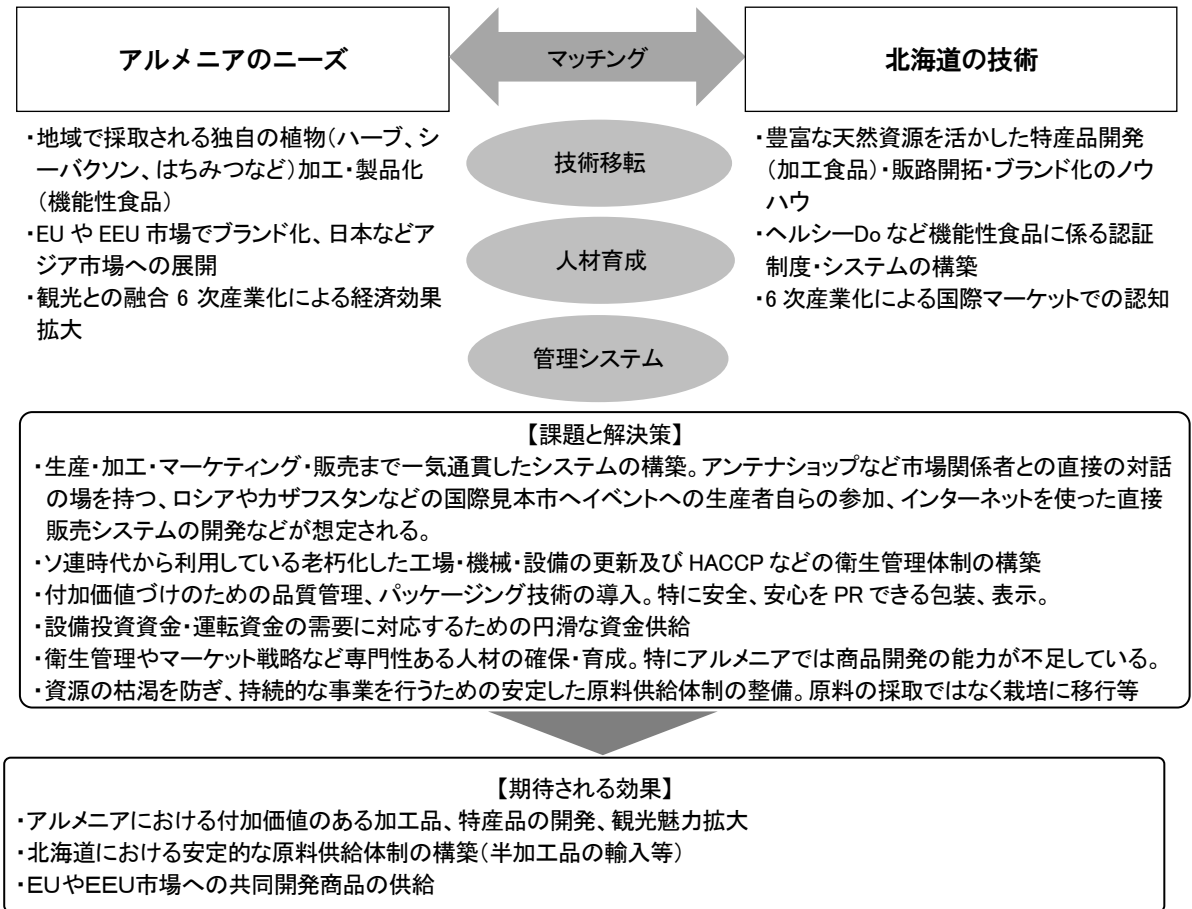 アルメニアのニーズ
マッチング
北海道の技術
・地域で採取される独自の植物（ハーブ、シ
ーバクソン、はちみつなど）加工・製品化
（機能性食品）
・EU や EEU 市場でブランド化、日本などア
ジア市場への展開
・観光との融合 6 次産業化による経済効果
拡大
技術移転
人材育成
管理システム
・豊富な天然資源を活かした特産品開発
（加工食品）・販路開拓・ブランド化のノウ
ハウ
・ヘルシーDo など機能性食品に係る認証
制度・システムの構築
・6 次産業化による国際マーケットでの認知
【課題と解決策】
・生産・加工・マーケティング・販売まで一気通貫したシステムの構築。アンテナショップなど市場関係者との直接の対話
の場を持つ、ロシアやカザフスタンなどの国際見本市へイベントへの生産者自らの参加、インターネットを使った直接
販売システムの開発などが想定される。
・ソ連時代から利用している老朽化した工場・機械・設備の更新及び HACCP などの衛生管理体制の構築
・付加価値づけのための品質管理、パッケージング技術の導入。特に安全、安心を PR できる包装、表示。
・設備投資資金・運転資金の需要に対応するための円滑な資金供給
・衛生管理やマーケット戦略など専門性ある人材の確保・育成。特にアルメニアでは商品開発の能力が不足している。
・資源の枯渇を防ぎ、持続的な事業を行うための安定した原料供給体制の整備。原料の採取ではなく栽培に移行等
【期待される効果】
・アルメニアにおける付加価値のある加工品、特産品の開発、観光魅力拡大
・北海道における安定的な原料供給体制の構築（半加工品の輸入等）
・ＥＵやＥＥＵ市場への共同開発商品の供給